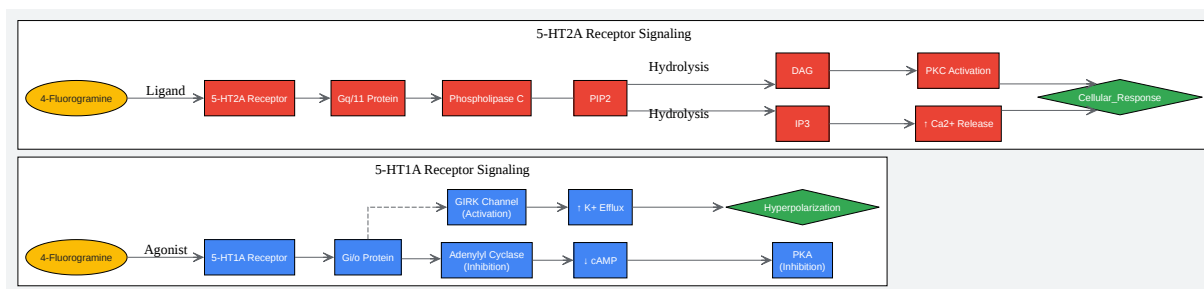 5-HT2A Receptor Signaling
4-Fluorogramine
Ligand
5-HT2A Receptor
Gq/11 Protein
Phospholipase C
PIP2
Hydrolysis
Hydrolysis
DAG
PKC Activation
IP3
↑ Ca2+ Release
Cellular_Response
5-HT1A Receptor Signaling
GIRK Channel
(Activation)
↑ K+ Efflux
Hyperpolarization
4-Fluorogramine
Agonist
5-HT1A Receptor
Gi/o Protein
Adenylyl Cyclase
(Inhibition)
↓ cAMP
PKA
(Inhibition)